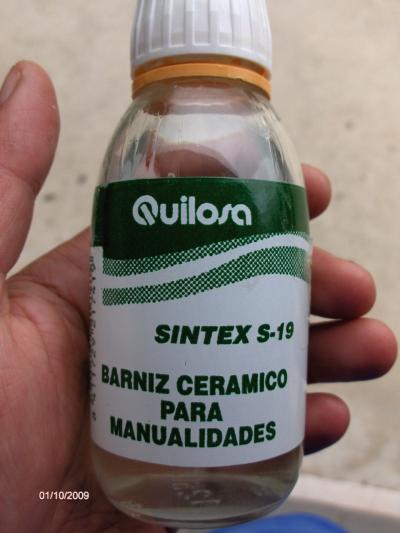 Quilosa
SINTEX S-19
BARNIZ CERAMICO
PARA
MANUALIDADES
01/10/2009